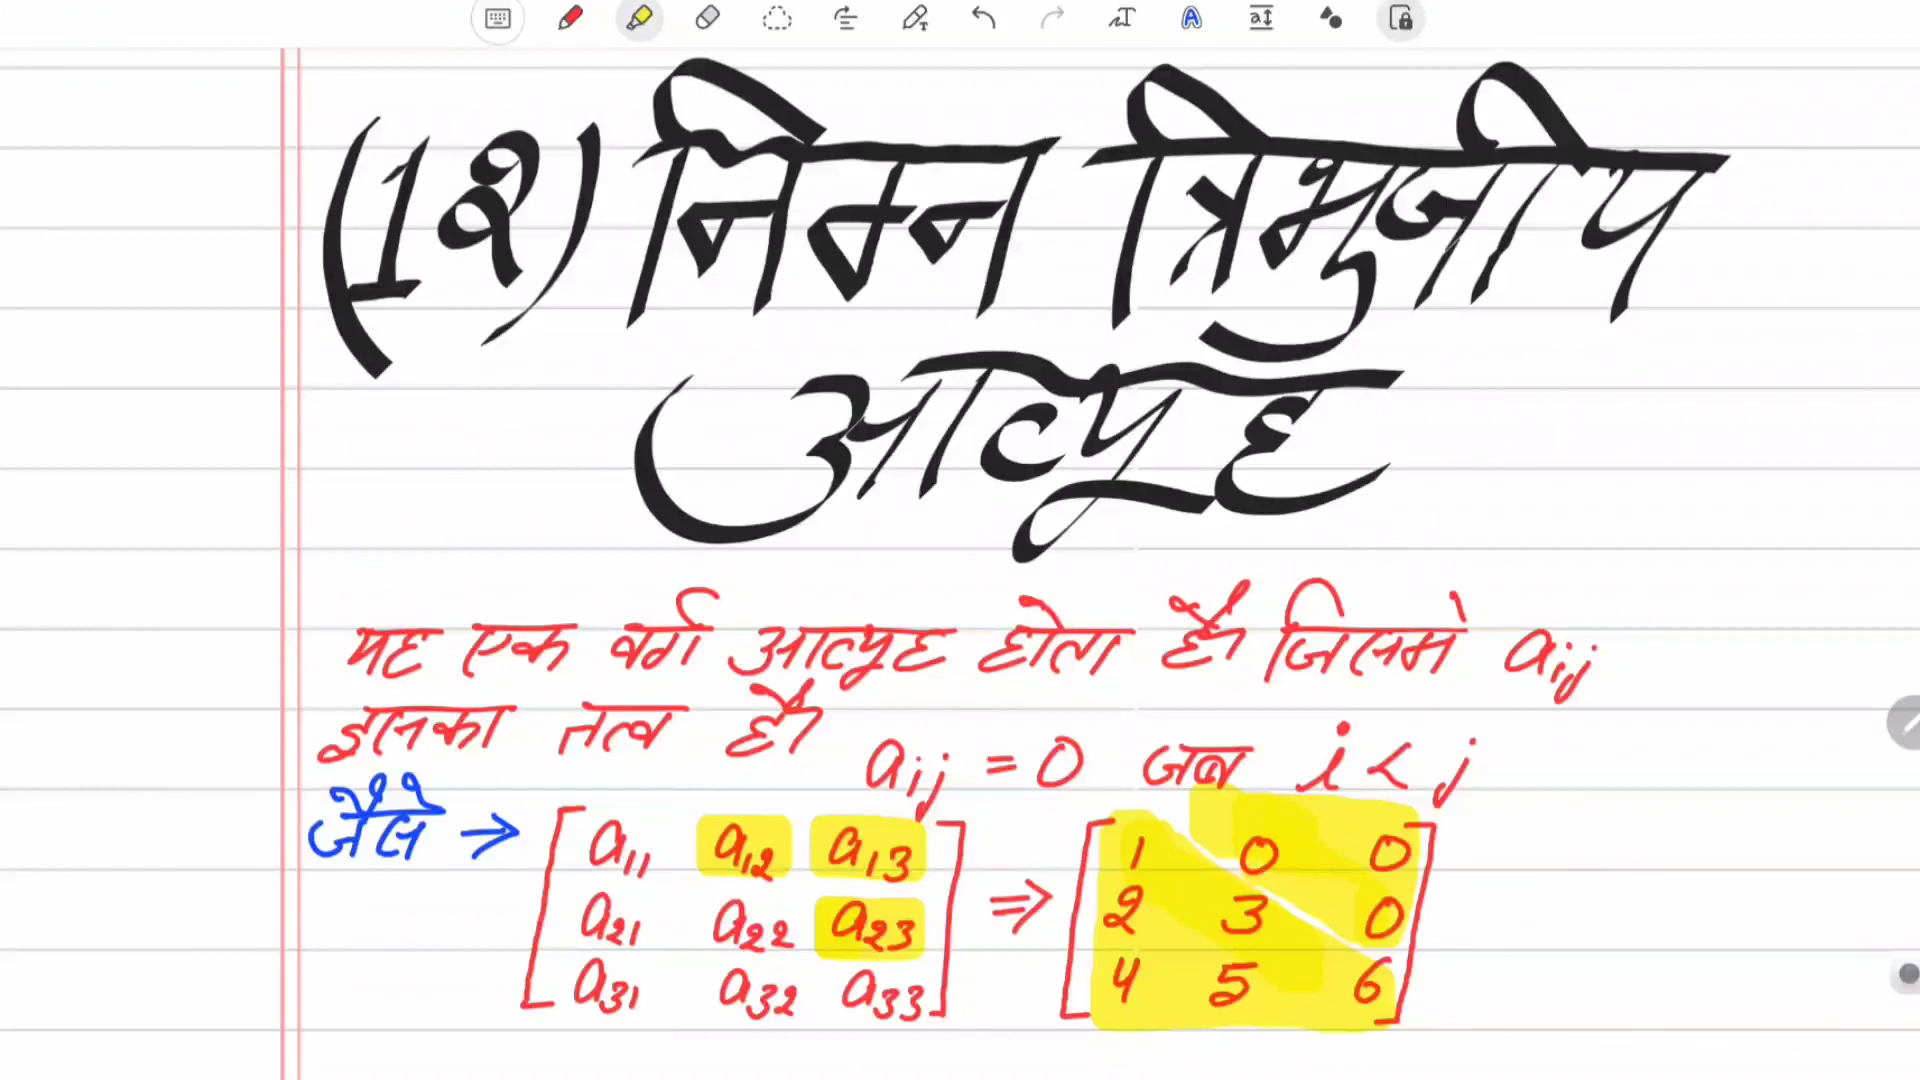 (12) निम्न त्रिभुजीय
आव्यूह
यह एक वर्ग आव्यूह होता है। जिसमे aij
इसका तत्व है। aij = 0 जब i < j
जैसे → [a11 a12 a13] ⇒ [1 0 0]
[a21 a22 a23] [2 3 0]
[a31 a32 a33] [4 5 6]